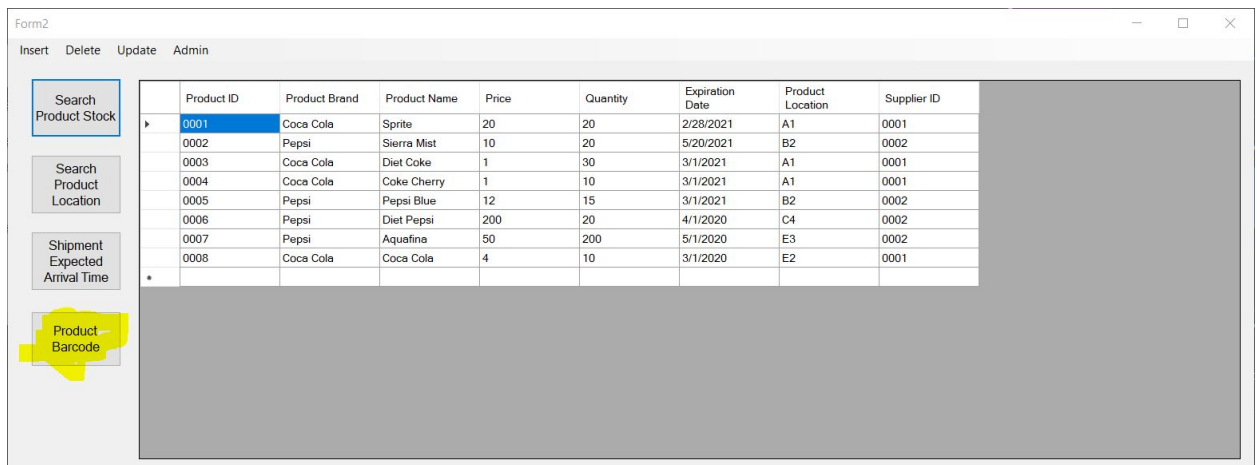 Form2
Insert Delete Update Admin
Search
Product Stock
Search
Product
Location
Shipment
Expected
Arrival Time
Product
Barcode
Product ID Product Brand Product Name Price Quantity Expiration Date Product Location Supplier ID
0001 Coca Cola Sprite 20 20 2/28/2021 A1 0001
0002 Pepsi Sierra Mist 10 20 5/20/2021 B2 0002
0003 Coca Cola Diet Coke 1 30 3/1/2021 A1 0001
0004 Coca Cola Coke Cherry 1 10 3/1/2021 A1 0001
0005 Pepsi Pepsi Blue 12 15 3/1/2021 B2 0002
0006 Pepsi Diet Pepsi 200 20 4/1/2020 C4 0002
0007 Pepsi Aquafina 50 200 5/1/2020 E3 0002
0008 Coca Cola Coca Cola 4 10 3/1/2020 E2 0001